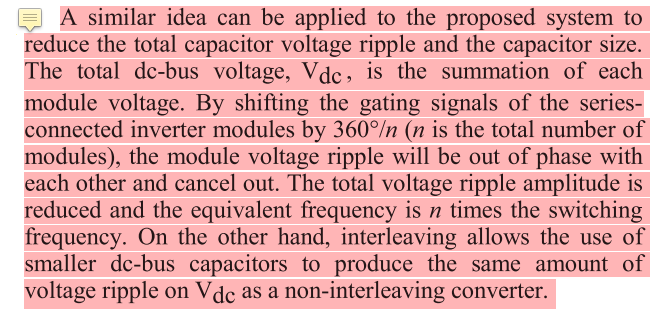 A similar idea can be applied to the proposed system to
reduce the total capacitor voltage ripple and the capacitor size.
The total dc-bus voltage, Vdc, is the summation of each
module voltage. By shifting the gating signals of the series-
connected inverter modules by 360°/n (n is the total number of
modules), the module voltage ripple will be out of phase with
each other and cancel out. The total voltage ripple amplitude is
reduced and the equivalent frequency is n times the switching
frequency. On the other hand, interleaving allows the use of
smaller dc-bus capacitors to produce the same amount of
voltage ripple on Vdc as a non-interleaving converter.